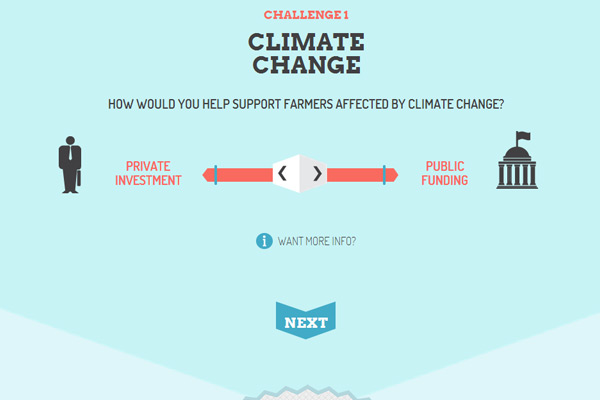 CHALLENGE 1
CLIMATE
CHANGE
HOW WOULD YOU HELP SUPPORT FARMERS AFFECTED BY CLIMATE CHANGE?
PRIVATE
INVESTMENT
PUBLIC
FUNDING
i WANT MORE INFO?
NEXT